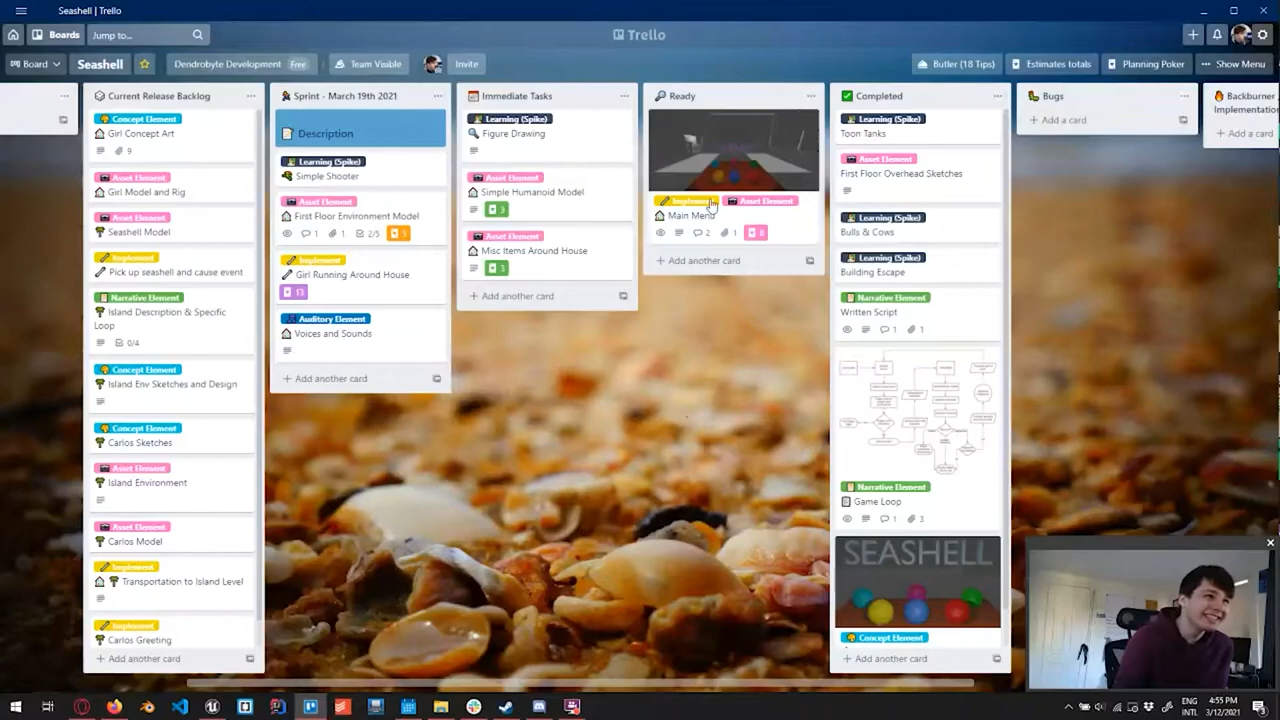 Seashell | Trello
Boards
Jump to...
Trello
Board
Seashell
Dendrobyte Development Free
Team Visible
Invite
Butler (18 Tips)
Estimates totals
Planning Poker
Show Menu
Current Release Backlog
Concept Element
Girl Concept Art
9
Asset Element
Girl Model and Rig
Asset Element
Seashell Model
Implement
Pick up seashell and cause event
Narrative Element
Island Description & Specific
Loop
0/4
Concept Element
Island Env Sketches and Design
Concept Element
Carlos Sketches
Asset Element
Island Environment
Asset Element
Carlos Model
Implement
Transportation to Island Level
Implement
Carlos Greeting
Add another card
Sprint - March 19th 2021
Description
Learning (Spike)
Simple Shooter
Asset Element
First Floor Environment Model
1 1 2/5
Implement
Girl Running Around House
13
Auditory Element
Voices and Sounds
Add another card
Immediate Tasks
Learning (Spike)
Figure Drawing
Asset Element
Simple Humanoid Model
3
Asset Element
Misc Items Around House
3
Add another card
Ready
Implement Asset Element
Main Menu
2 1 8
Add another card
Completed
Learning (Spike)
Toon Tanks
Asset Element
First Floor Overhead Sketches
Learning (Spike)
Bulls & Cows
Learning (Spike)
Building Escape
Narrative Element
Written Script
1 1
Narrative Element
Game Loop
1 3
SEASHELL
Concept Element
Add another card
Bugs
Add a card
Backburner
Implementatio
Add a card
ENG
INTL
4:55 PM
3/12/2021